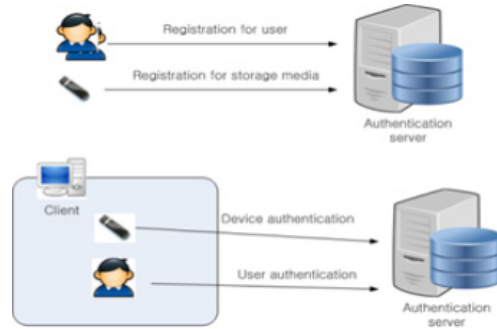 Registration for user
Registration for storage media
Authentication
server
Client
Device authentication
User authentication
Authentication
server